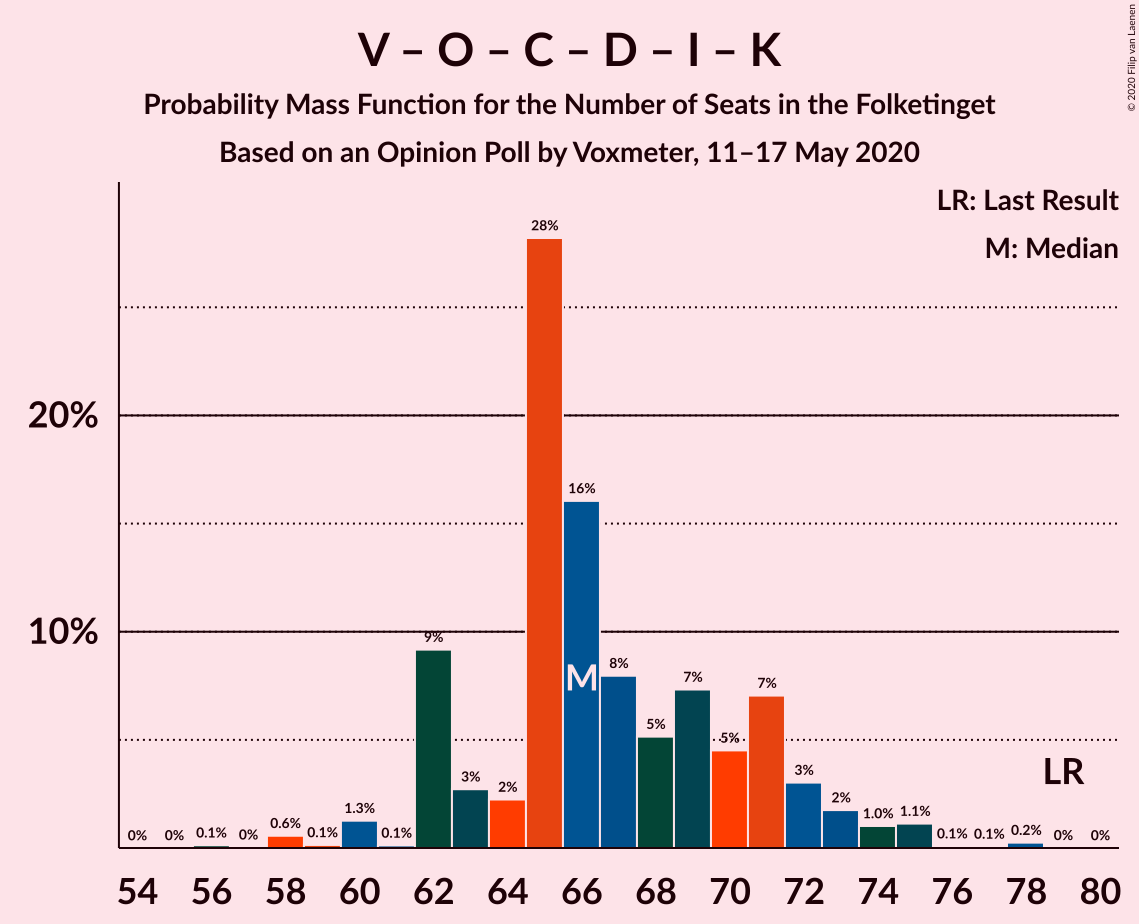 V – O – C – D – I – K
Probability Mass Function for the Number of Seats in the Folketinget
Based on an Opinion Poll by Voxmeter, 11–17 May 2020
© 2020 Filip van Laenen
LR: Last Result
M: Median
20%
10%
0% 0% 0.1% 0% 0.6% 0.1% 1.3% 0.1% 9% 3% 2% 28% 16% 8% 5% 7% 5% 7% 3% 2% 1.0% 1.1% 0.1% 0.1% 0.2% 0% 0%
M
LR
54 56 58 60 62 64 66 68 70 72 74 76 78 80